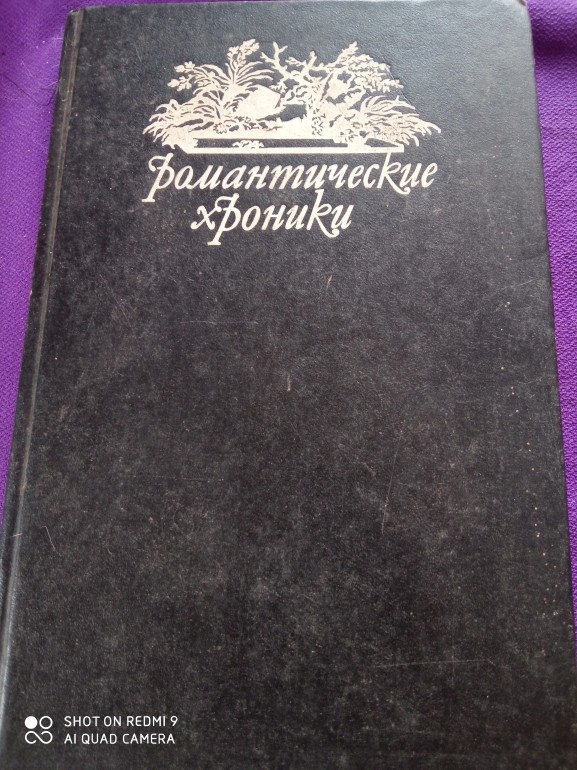 Романтические
хроники
SHOT ON REDMI 9
AI QUAD CAMERA